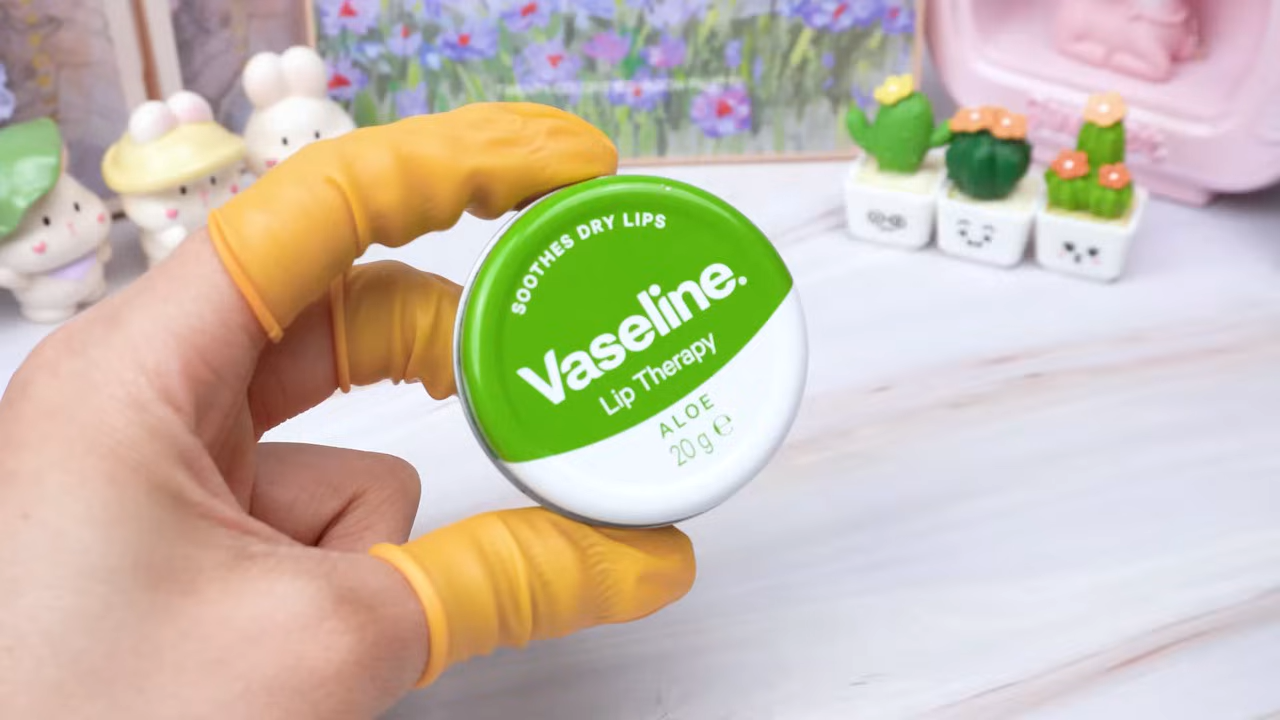 SOOTHES DRY LIPS
Vaseline.
Lip Therapy
ALOE
20 g ℮